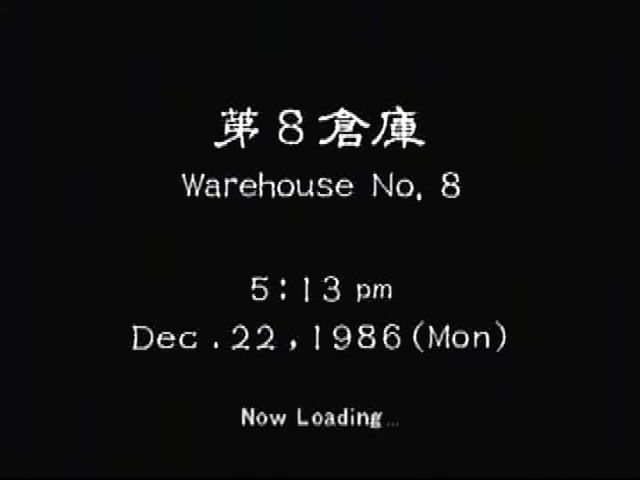 第8倉庫
Warehouse No. 8
5:13 pm
Dec.22,1986(Mon)
Now Loading...